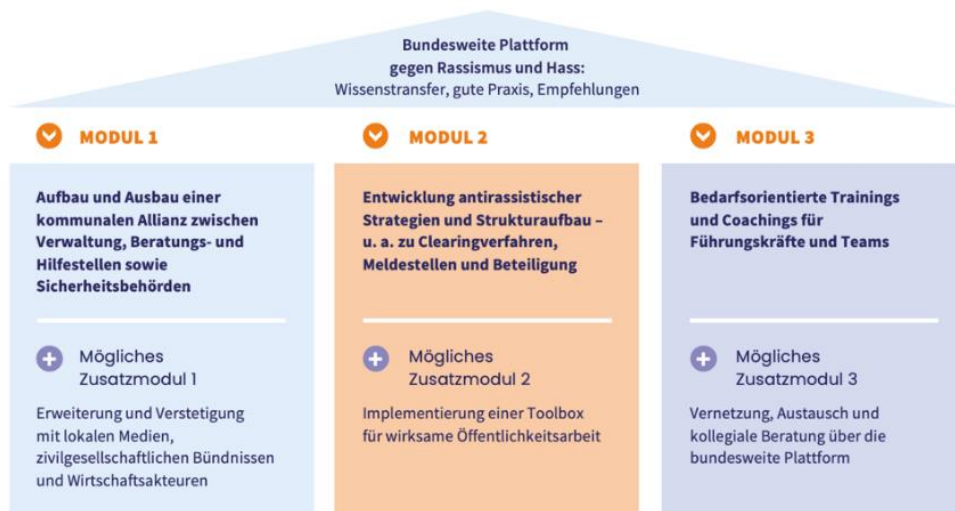 Bundesweite Plattform
gegen Rassismus und Hass:
Wissenstransfer, gute Praxis, Empfehlungen
MODUL 1
Aufbau und Ausbau einer
kommunalen Allianz zwischen
Verwaltung, Beratungs- und
Hilfestellen sowie
Sicherheitsbehörden
Mögliches
Zusatzmodul 1
Erweiterung und Verstetigung
mit lokalen Medien,
zivilgesellschaftlichen Bündnissen
und Wirtschaftsakteuren
MODUL 2
Entwicklung antirassistischer
Strategien und Strukturaufbau –
u. a. zu Clearingverfahren,
Meldestellen und Beteiligung
Mögliches
Zusatzmodul 2
Implementierung einer Toolbox
für wirksame Öffentlichkeitsarbeit
MODUL 3
Bedarfsorientierte Trainings
und Coachings für
Führungskräfte und Teams
Mögliches
Zusatzmodul 3
Vernetzung, Austausch und
kollegiale Beratung über die
bundesweite Plattform